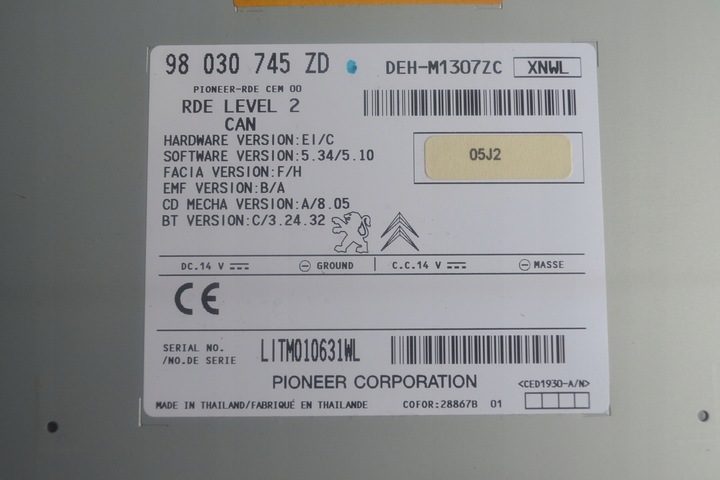 98 030 745 ZD DEH-M1307ZC XNWL
PIONEER-RDE CEM 00
RDE LEVEL 2
CAN
HARDWARE VERSION:EI/C
SOFTWARE VERSION:5.34/5.10
05J2
FACIA VERSION:F/H
EMF VERSION:B/A
CD MECHA VERSION:A/8.05
BT VERSION:C/3.24.32
DC.14 V GROUND C.C.14 V MASSE
CE
SERIAL NO.
/NO.DE SERIE LITM010631WL
PIONEER CORPORATION <CED1930-A/N>
MADE IN THAILAND/FABRIQUÉ EN THAILANDE COFOR:28867B 01